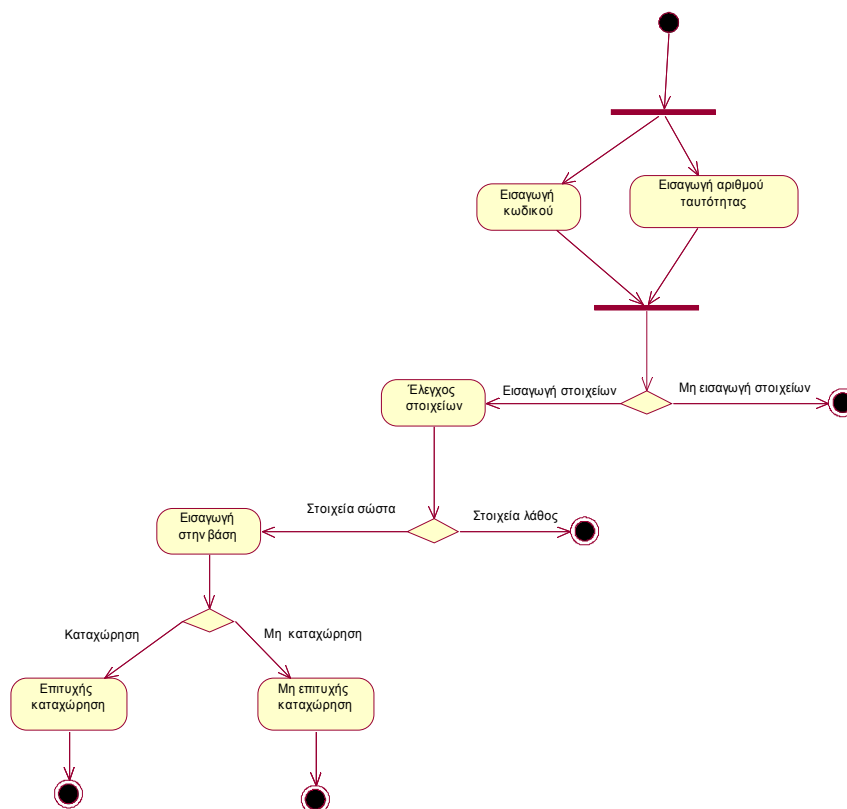 Εισαγωγή
κωδικού
Εισαγωγή αριθμού
ταυτότητας
Έλεγχος
στοιχείων
Εισαγωγή στοιχείων
Μη εισαγωγή στοιχείων
Εισαγωγή
στην βάση
Στοιχεία σώστα
Στοιχεία λάθος
Καταχώρηση
Μη καταχώρηση
Επιτυχής
καταχώρηση
Μη επιτυχής
καταχώρηση